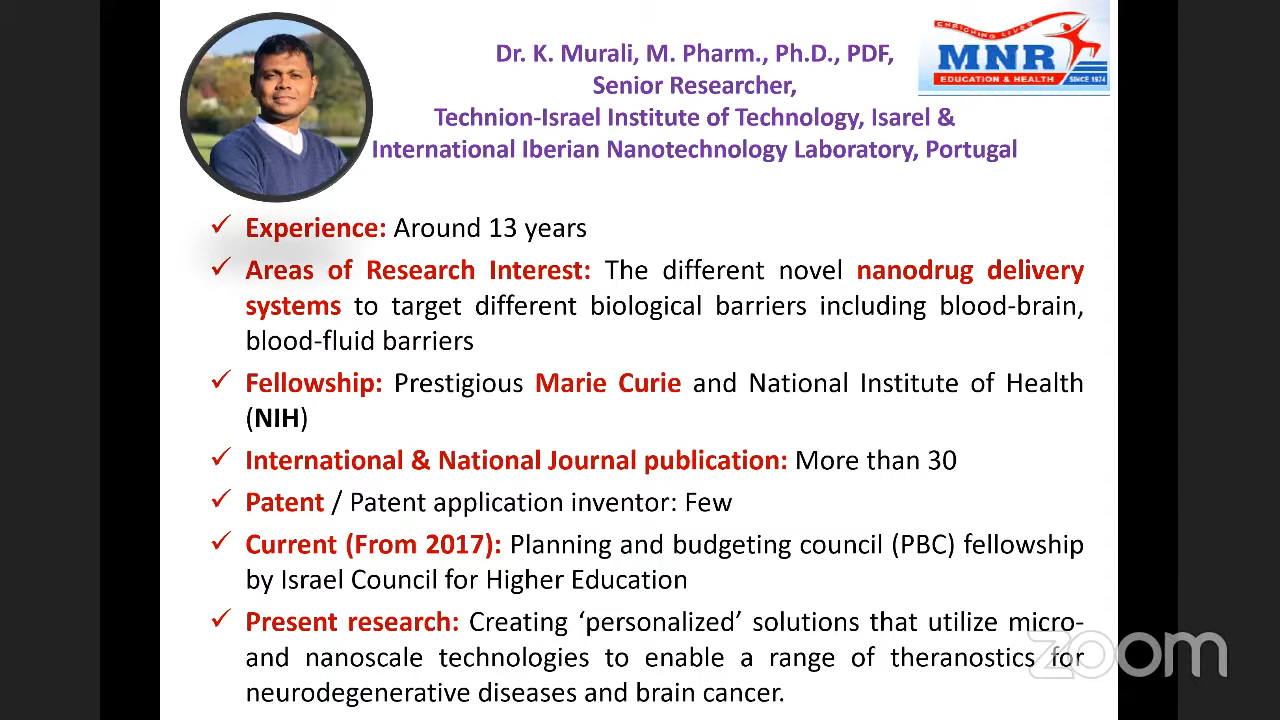 Dr. K. Murali, M. Pharm., Ph.D., PDF,
Senior Researcher,
Technion-Israel Institute of Technology, Isarel &
International Iberian Nanotechnology Laboratory, Portugal
ENRICHING LIVES
MNR
EDUCATION & HEALTH
SINCE 1974
✓ Experience: Around 13 years
✓ Areas of Research Interest: The different novel nanodrug delivery
systems to target different biological barriers including blood-brain,
blood-fluid barriers
✓ Fellowship: Prestigious Marie Curie and National Institute of Health
(NIH)
✓ International & National Journal publication: More than 30
✓ Patent / Patent application inventor: Few
✓ Current (From 2017): Planning and budgeting council (PBC) fellowship
by Israel Council for Higher Education
✓ Present research: Creating ‘personalized’ solutions that utilize micro-
and nanoscale technologies to enable a range of theranostics for
neurodegenerative diseases and brain cancer.
zoom